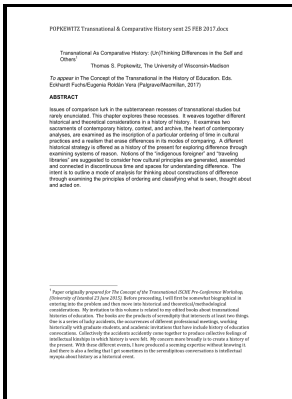 POPKEWITZ Transnational & Comparative History sent 25 FEB 2017.docx
Transnational As Comparative History: (Un)Thinking Differences in the Self and
Others¹
Thomas S. Popkewitz, The University of Wisconsin-Madison
To appear in The Concept of the Transnational in the History of Education. Eds.
Eckhardt Fuchs/Eugenia Roldán Vera (Palgrave/Macmillan, 2017)
ABSTRACT
Issues of comparison lurk in the subterranean recesses of transnational studies but
rarely enunciated. This chapter explores these recesses. It weaves together different
historical and theoretical considerations in a history of history. It examines two
sacraments of contemporary history, context, and archive, the heart of contemporary
analyses, are examined as the inscription of a particular ordering of time in cultural
practices and a realism that erase differences in its modes of comparing. A different
historical strategy is offered as a history of the present for exploring difference through
examining systems of reason. Notions of the "indigenous foreigner" and "traveling
libraries" are suggested to consider how cultural principles are generated, assembled
and connected in discontinuous time and spaces for understanding difference. The
intent is to outline a mode of analysis for thinking about constructions of difference
through examining the principles of ordering and classifying what is seen, thought about
and acted on.
¹ Paper originally prepared for The Concept of the Transnational ISCHE Pre-Conference Workshop,
(University of Istanbul 23 June 2015). Before proceeding, I will first be somewhat biographical in
entering into the problem and then move into historical and theoretical/methodological
considerations. My invitation to this volume is related to my edited books about transnational
histories of education. The books are the products of serendipity that intersects at least two things.
One is a series of lucky accidents, the occurrences of different professional meetings, working
historically with graduate students, and academic invitations that have include history of education
convocations. Collectively the accidents accidently come together to produce collective feelings of
intellectual kinships in which history is were felt. My concern more broadly is to create a history of
the present. With these different events, I have produced a seeming expertise without knowing it.
And there is also a feeling that I get sometimes in the serendipitous conversations is intellectual
myopia about history as a historical event.